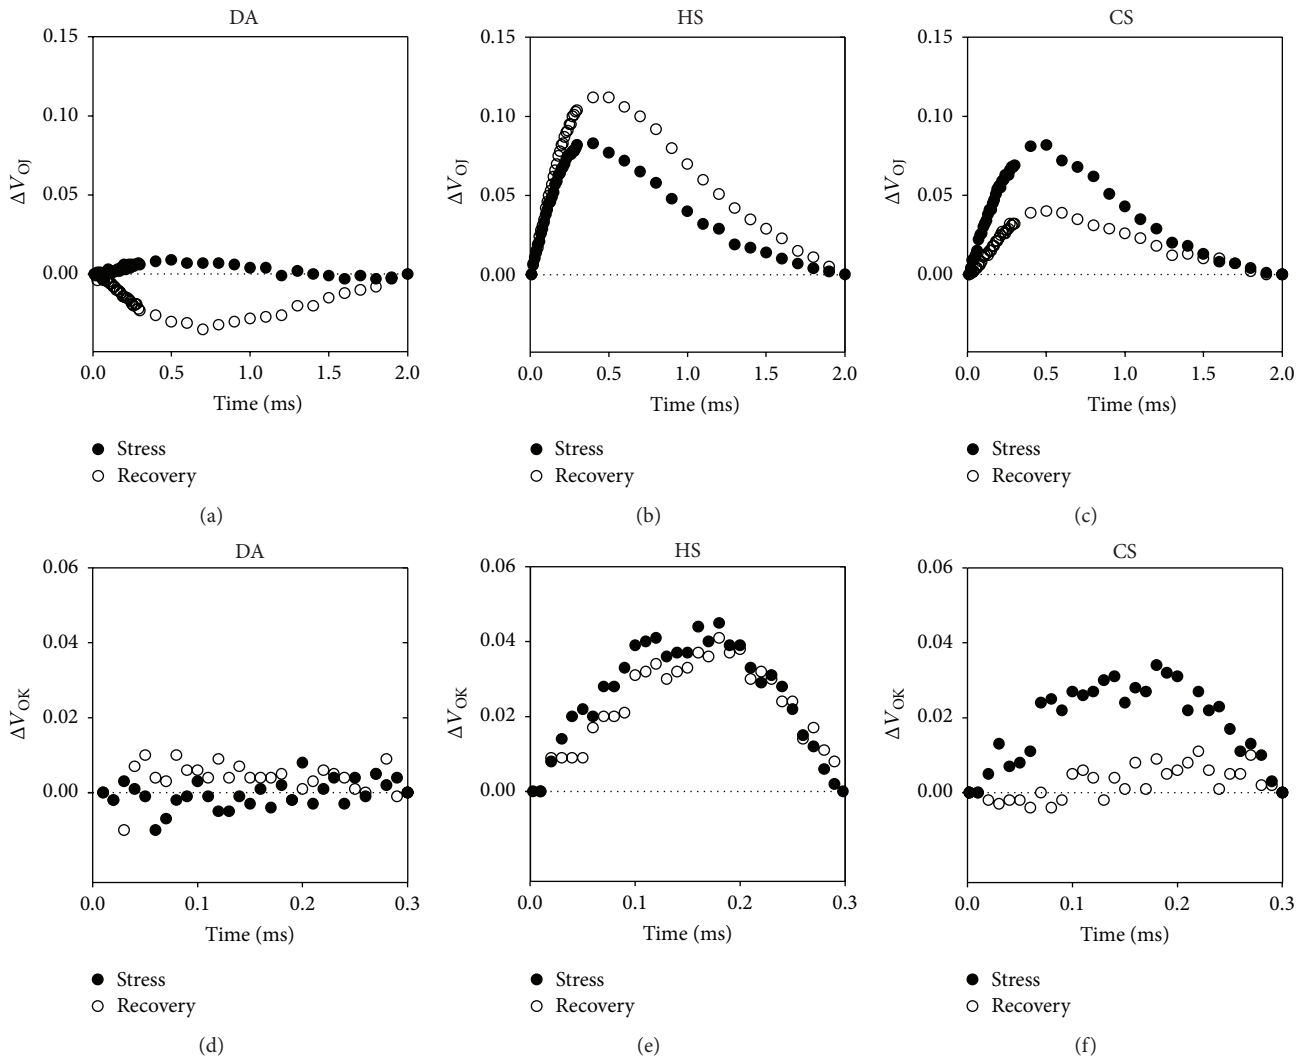 DA
HS
CS
0.15
0.10
0.05
0.00
ΔV_OJ
0.0 0.5 1.0 1.5 2.0
Time (ms)
Stress
Recovery
(a)
0.15
0.10
0.05
0.00
ΔV_OJ
0.0 0.5 1.0 1.5 2.0
Time (ms)
Stress
Recovery
(b)
0.15
0.10
0.05
0.00
ΔV_OJ
0.0 0.5 1.0 1.5 2.0
Time (ms)
Stress
Recovery
(c)
DA
HS
CS
0.06
0.04
0.02
0.00
ΔV_OK
0.0 0.1 0.2 0.3
Time (ms)
Stress
Recovery
(d)
0.06
0.04
0.02
0.00
ΔV_OK
0.0 0.1 0.2 0.3
Time (ms)
Stress
Recovery
(e)
0.06
0.04
0.02
0.00
ΔV_OK
0.0 0.1 0.2 0.3
Time (ms)
Stress
Recovery
(f)